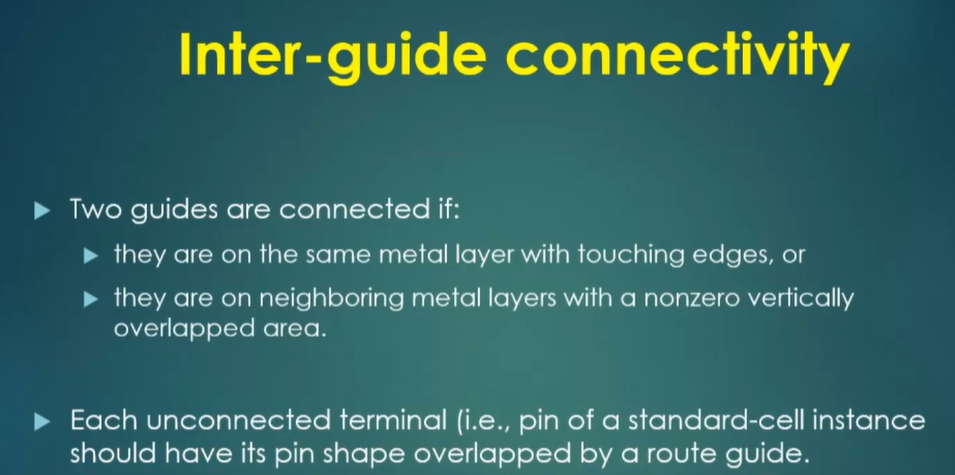 Inter-guide connectivity
Two guides are connected if:
they are on the same metal layer with touching edges, or
they are on neighboring metal layers with a nonzero vertically
overlapped area.
Each unconnected terminal (i.e., pin of a standard-cell instance
should have its pin shape overlapped by a route guide.